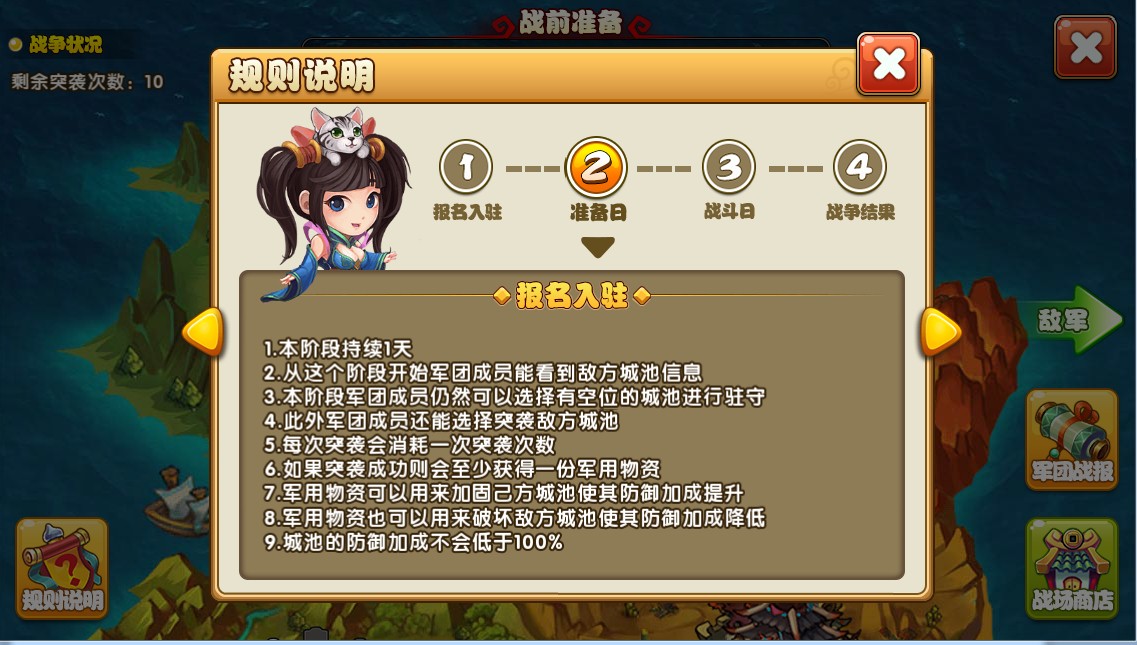 战前准备
战争状况
剩余突袭次数：10
规则说明
1
2
3
4
报名入驻
准备日
战斗日
战争结果
报名入驻
1.本阶段持续1天
2.从这个阶段开始军团成员能看到敌方城池信息
3.本阶段军团成员仍然可以选择有空位的城池进行驻守
4.此外军团成员还能选择突袭敌方城池
5.每次突袭会消耗一次突袭次数
6.如果突袭成功则会至少获得一份军用物资
7.军用物资可以用来加固己方城池使其防御加成提升
8.军用物资也可以用来破坏敌方城池使其防御加成降低
9.城池的防御加成不会低于100%
敌军
军团战报
规则说明
?
战场商店